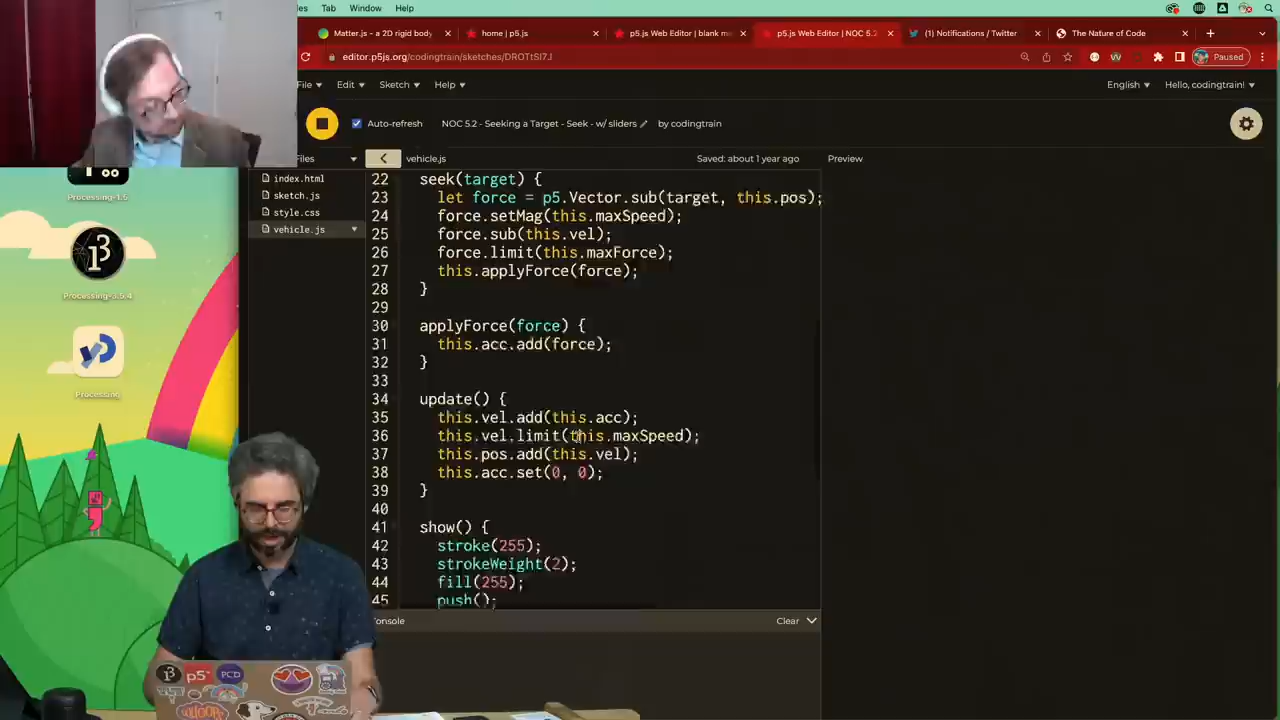 les Tab Window Help
Matter.js – a 2D rigid body
home | p5.js
p5.js Web Editor | blank m
p5.js Web Editor | NOC 5.2
(1) Notifications / Twitter
The Nature of Code
editor.p5js.org/codingtrain/sketches/DROTtSI7J
Paused
File Edit Sketch Help English Hello, codingtrain!
Auto-refresh NOC 5.2 - Seeking a Target - Seek - w/ sliders by codingtrain
Files vehicle.js Saved: about 1 year ago Preview
index.html
sketch.js
style.css
vehicle.js
22 seek(target) {
23 let force = p5.Vector.sub(target, this.pos);
24 force.setMag(this.maxSpeed);
25 force.sub(this.vel);
26 force.limit(this.maxForce);
27 this.applyForce(force);
28 }
29
30 applyForce(force) {
31 this.acc.add(force);
32 }
33
34 update() {
35 this.vel.add(this.acc);
36 this.vel.limit(this.maxSpeed);
37 this.pos.add(this.vel);
38 this.acc.set(0, 0);
39 }
40
41 show() {
42 stroke(255);
43 strokeWeight(2);
44 fill(255);
45 push();
Console Clear
Processing-1.5
Processing-3.5.4
Processing
p5*
PCD
WHOOP